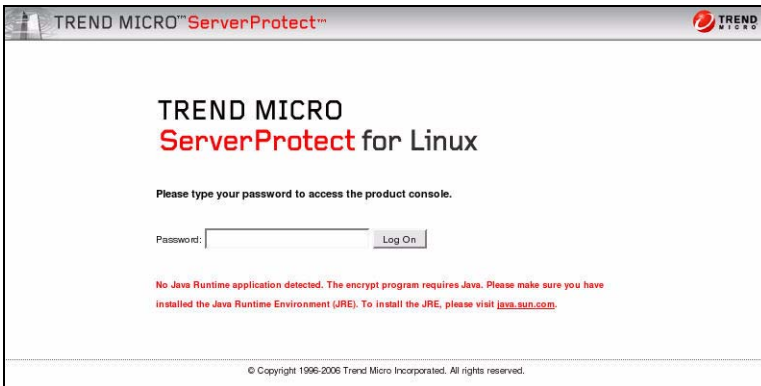 TREND MICRO™ServerProtect™
TREND MICRO
TREND MICRO
ServerProtect for Linux
Please type your password to access the product console.
Password:
Log On
No Java Runtime application detected. The encrypt program requires Java. Please make sure you have
installed the Java Runtime Environment (JRE). To install the JRE, please visit java.sun.com.
© Copyright 1996-2006 Trend Micro Incorporated. All rights reserved.